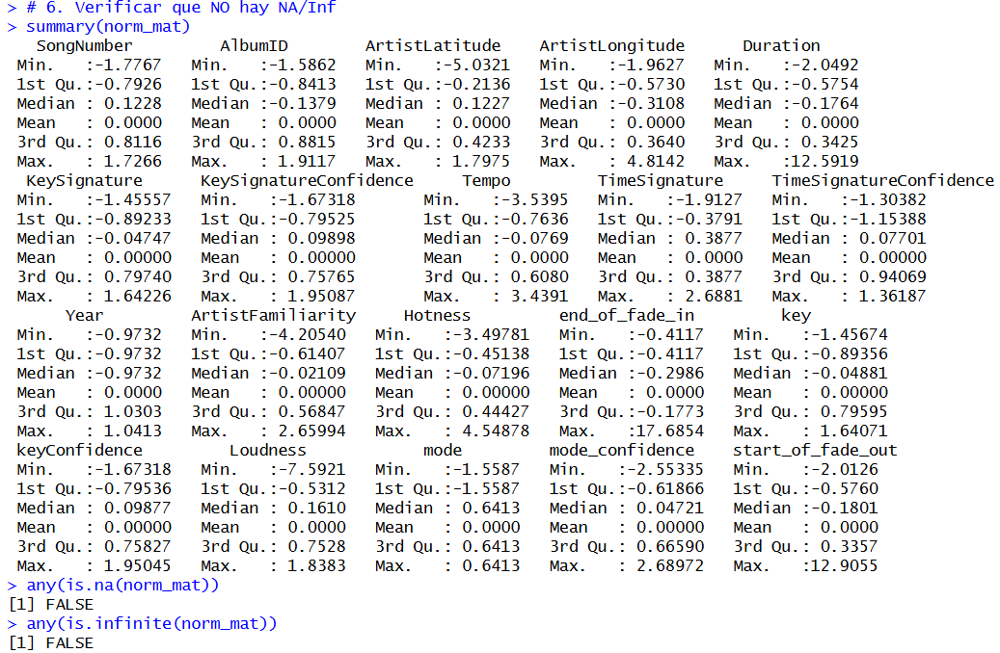 > # 6. Verificar que NO hay NA/Inf
> summary(norm_mat)
   SongNumber         AlbumID        ArtistLatitude    ArtistLongitude      Duration
 Min.   :-1.7767   Min.   :-1.5862   Min.   :-5.0321   Min.   :-1.9627   Min.   :-2.0492
 1st Qu.:-0.7926   1st Qu.:-0.8413   1st Qu.:-0.2136   1st Qu.:-0.5730   1st Qu.:-0.5754
 Median : 0.1228   Median :-0.1379   Median : 0.1227   Median :-0.3108   Median :-0.1764
 Mean   : 0.0000   Mean   : 0.0000   Mean   : 0.0000   Mean   : 0.0000   Mean   : 0.0000
 3rd Qu.: 0.8116   3rd Qu.: 0.8815   3rd Qu.: 0.4233   3rd Qu.: 0.3640   3rd Qu.: 0.3425
 Max.   : 1.7266   Max.   : 1.9117   Max.   : 1.7975   Max.   : 4.8142   Max.   :12.5919
  KeySignature      KeySignatureConfidence     Tempo         TimeSignature     TimeSignatureConfidence
 Min.   :-1.45557   Min.   :-1.67318       Min.   :-3.5395   Min.   :-1.9127   Min.   :-1.30382
 1st Qu.:-0.89233   1st Qu.:-0.79525       1st Qu.:-0.7636   1st Qu.:-0.3791   1st Qu.:-1.15388
 Median :-0.04747   Median : 0.09898       Median :-0.0769   Median : 0.3877   Median : 0.07701
 Mean   : 0.00000   Mean   : 0.00000       Mean   : 0.0000   Mean   : 0.0000   Mean   : 0.00000
 3rd Qu.: 0.79740   3rd Qu.: 0.75765       3rd Qu.: 0.6080   3rd Qu.: 0.3877   3rd Qu.: 0.94069
 Max.   : 1.64226   Max.   : 1.95087       Max.   : 3.4391   Max.   : 2.6881   Max.   : 1.36187
      Year         ArtistFamiliarity     Hotness         end_of_fade_in         key
 Min.   :-0.9732   Min.   :-4.20540   Min.   :-3.49781   Min.   :-0.4117   Min.   :-1.45674
 1st Qu.:-0.9732   1st Qu.:-0.61407   1st Qu.:-0.45138   1st Qu.:-0.4117   1st Qu.:-0.89356
 Median :-0.9732   Median :-0.02109   Median :-0.07196   Median :-0.2986   Median :-0.04881
 Mean   : 0.0000   Mean   : 0.00000   Mean   : 0.00000   Mean   : 0.0000   Mean   : 0.00000
 3rd Qu.: 1.0303   3rd Qu.: 0.56847   3rd Qu.: 0.44427   3rd Qu.:-0.1773   3rd Qu.: 0.79595
 Max.   : 1.0413   Max.   : 2.65994   Max.   : 4.54878   Max.   :17.6854   Max.   : 1.64071
 keyConfidence         Loudness            mode         mode_confidence    start_of_fade_out
 Min.   :-1.67318   Min.   :-7.5921   Min.   :-1.5587   Min.   :-2.55335   Min.   :-2.0126
 1st Qu.:-0.79536   1st Qu.:-0.5312   1st Qu.:-1.5587   1st Qu.:-0.61866   1st Qu.:-0.5760
 Median : 0.09877   Median : 0.1610   Median : 0.6413   Median : 0.04721   Median :-0.1801
 Mean   : 0.00000   Mean   : 0.0000   Mean   : 0.0000   Mean   : 0.00000   Mean   : 0.0000
 3rd Qu.: 0.75827   3rd Qu.: 0.7528   3rd Qu.: 0.6413   3rd Qu.: 0.66590   3rd Qu.: 0.3357
 Max.   : 1.95045   Max.   : 1.8383   Max.   : 0.6413   Max.   : 2.68972   Max.   :12.9055
> any(is.na(norm_mat))
[1] FALSE
> any(is.infinite(norm_mat))
[1] FALSE